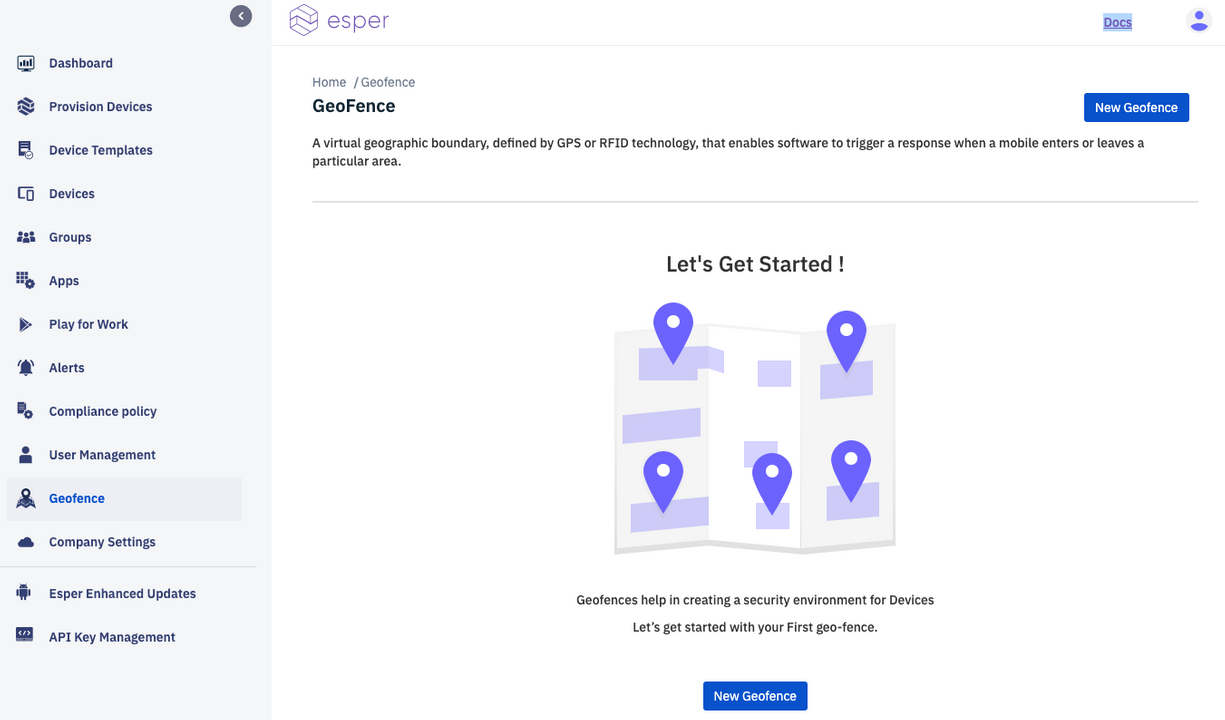 esper
Docs
Dashboard
Provision Devices
Device Templates
Devices
Groups
Apps
Play for Work
Alerts
Compliance policy
User Management
Geofence
Company Settings
Esper Enhanced Updates
API Key Management
Home / Geofence
GeoFence
New Geofence
A virtual geographic boundary, defined by GPS or RFID technology, that enables software to trigger a response when a mobile enters or leaves a
particular area.
Let's Get Started !
Geofences help in creating a security environment for Devices
Let’s get started with your First geo-fence.
New Geofence